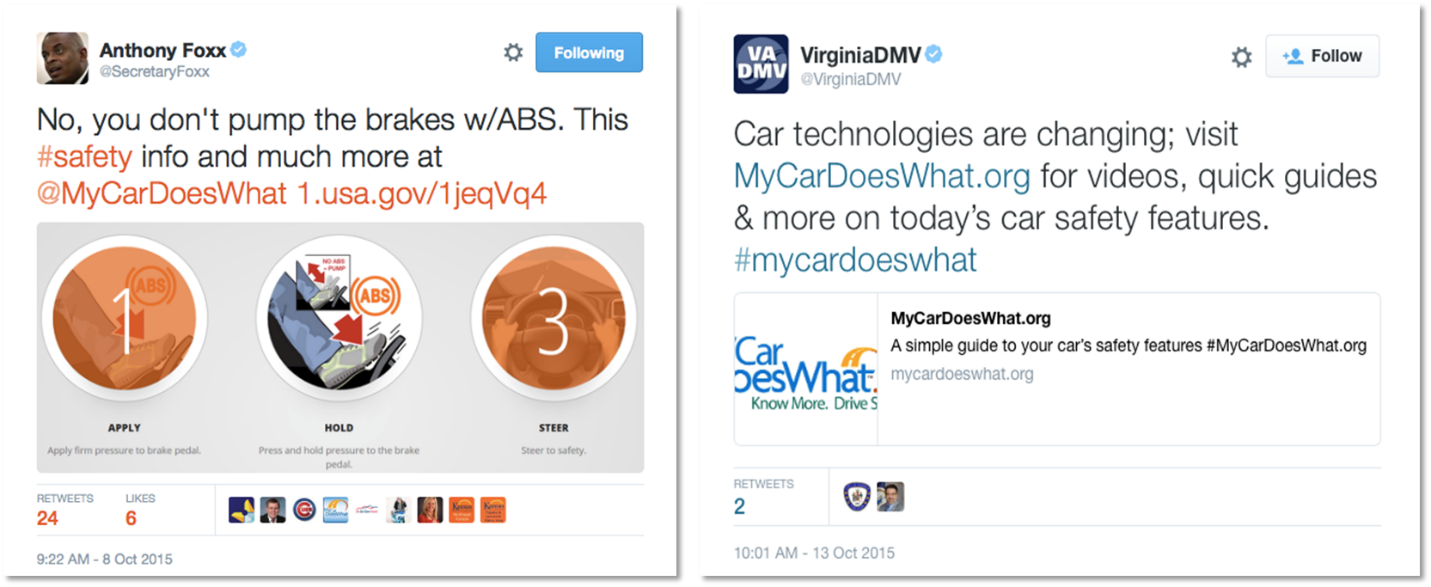 Anthony Foxx
@SecretaryFoxx
Following
No, you don't pump the brakes w/ABS. This
#safety info and much more at
@MyCarDoesWhat 1.usa.gov/1jeqVq4
1
ABS
NO ABS
= PUMP
ABS
3
APPLY
Apply firm pressure to brake pedal.
HOLD
Press and hold pressure to the brake
pedal.
STEER
Steer to safety.
RETWEETS
24
LIKES
6
9:22 AM - 8 Oct 2015
VA
DMV
VirginiaDMV
@VirginiaDMV
Follow
Car technologies are changing; visit
MyCarDoesWhat.org for videos, quick guides
& more on today’s car safety features.
#mycardoeswhat
Car
oesWhat.
Know More. Drive S
MyCarDoesWhat.org
A simple guide to your car’s safety features #MyCarDoesWhat.org
mycardoeswhat.org
RETWEETS
2
10:01 AM - 13 Oct 2015